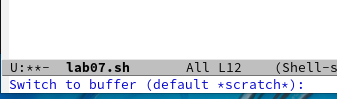 U:**-  lab07.sh       All L12    (Shell-s
Switch to buffer (default *scratch*):